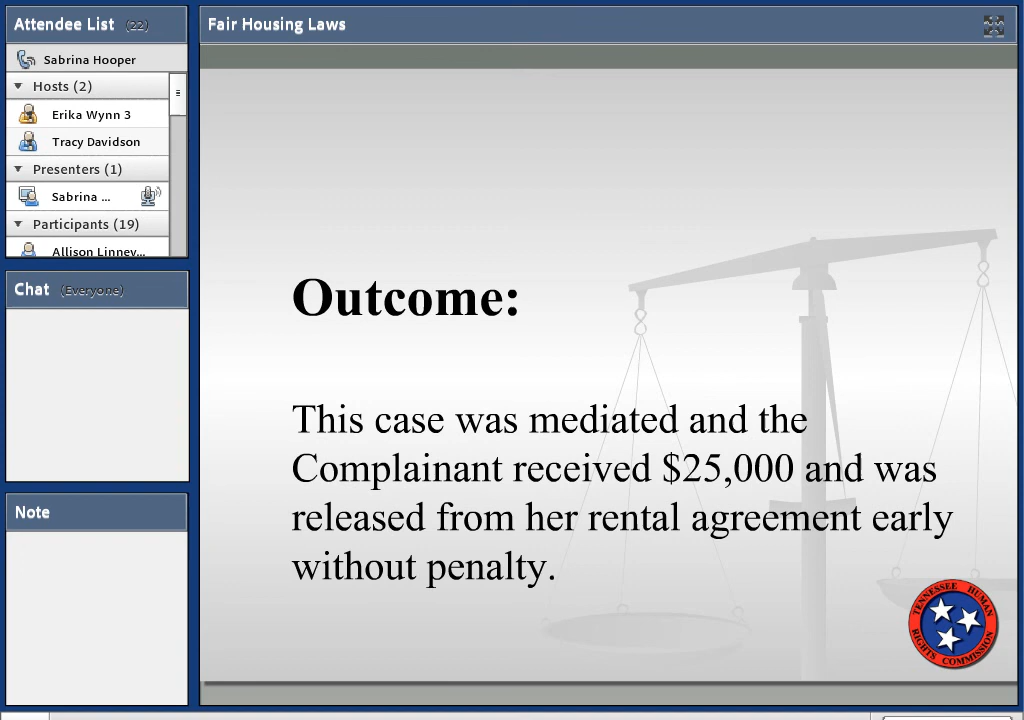 Attendee List (22)
Sabrina Hooper
Hosts (2)
Erika Wynn 3
Tracy Davidson
Presenters (1)
Sabrina ...
Participants (19)
Allison Linney...
Chat (Everyone)
Note
Fair Housing Laws
Outcome:
This case was mediated and the
Complainant received $25,000 and was
released from her rental agreement early
without penalty.
TENNESSEE HUMAN
RIGHTS COMMISSION